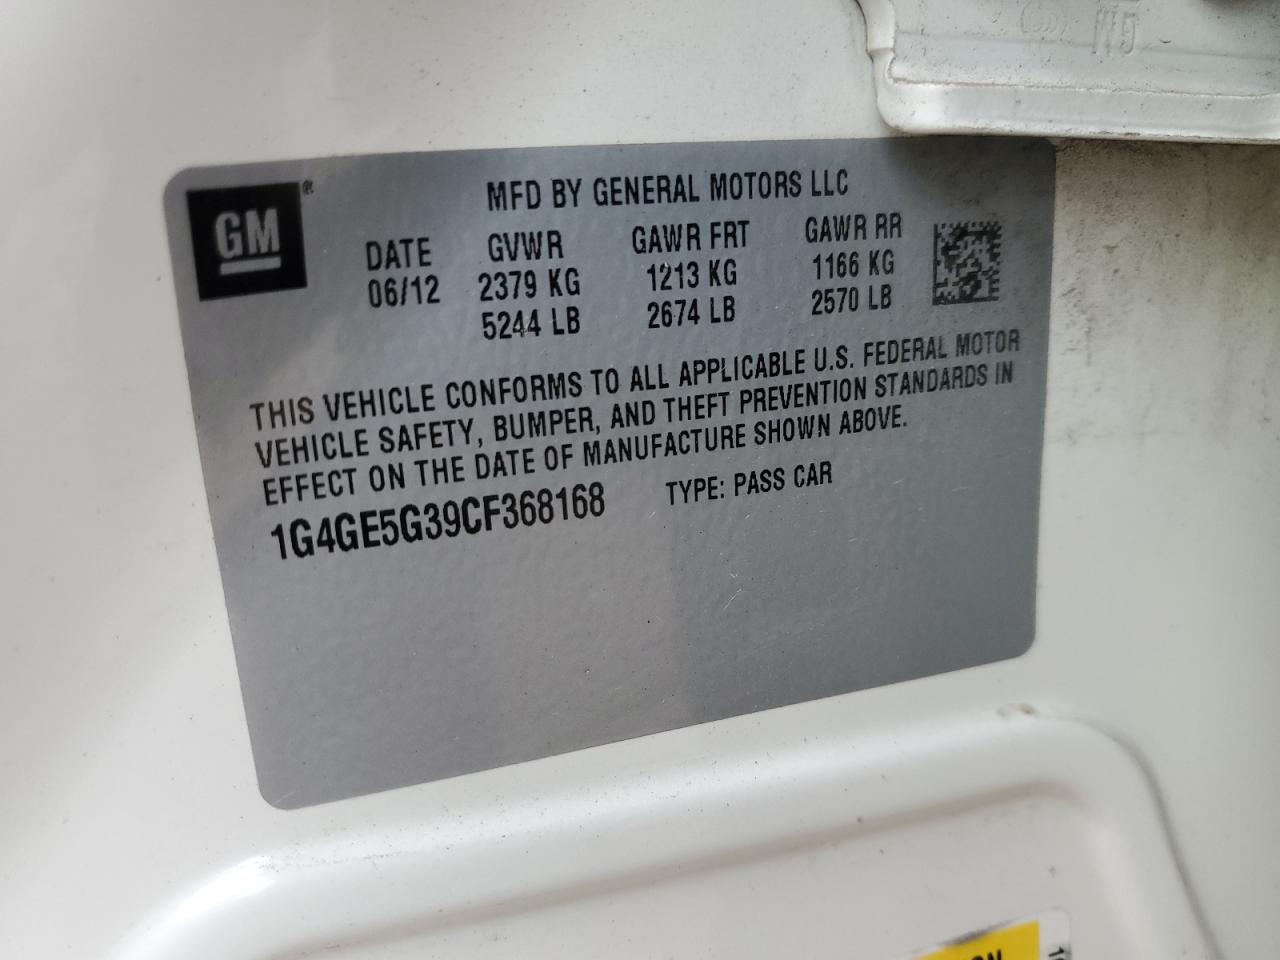 GM ®
MFD BY GENERAL MOTORS LLC
DATE GVWR GAWR FRT GAWR RR
06/12 2379 KG 1213 KG 1166 KG
5244 LB 2674 LB 2570 LB
THIS VEHICLE CONFORMS TO ALL APPLICABLE U.S. FEDERAL MOTOR
VEHICLE SAFETY, BUMPER, AND THEFT PREVENTION STANDARDS IN
EFFECT ON THE DATE OF MANUFACTURE SHOWN ABOVE.
1G4GE5G39CF368168 TYPE: PASS CAR